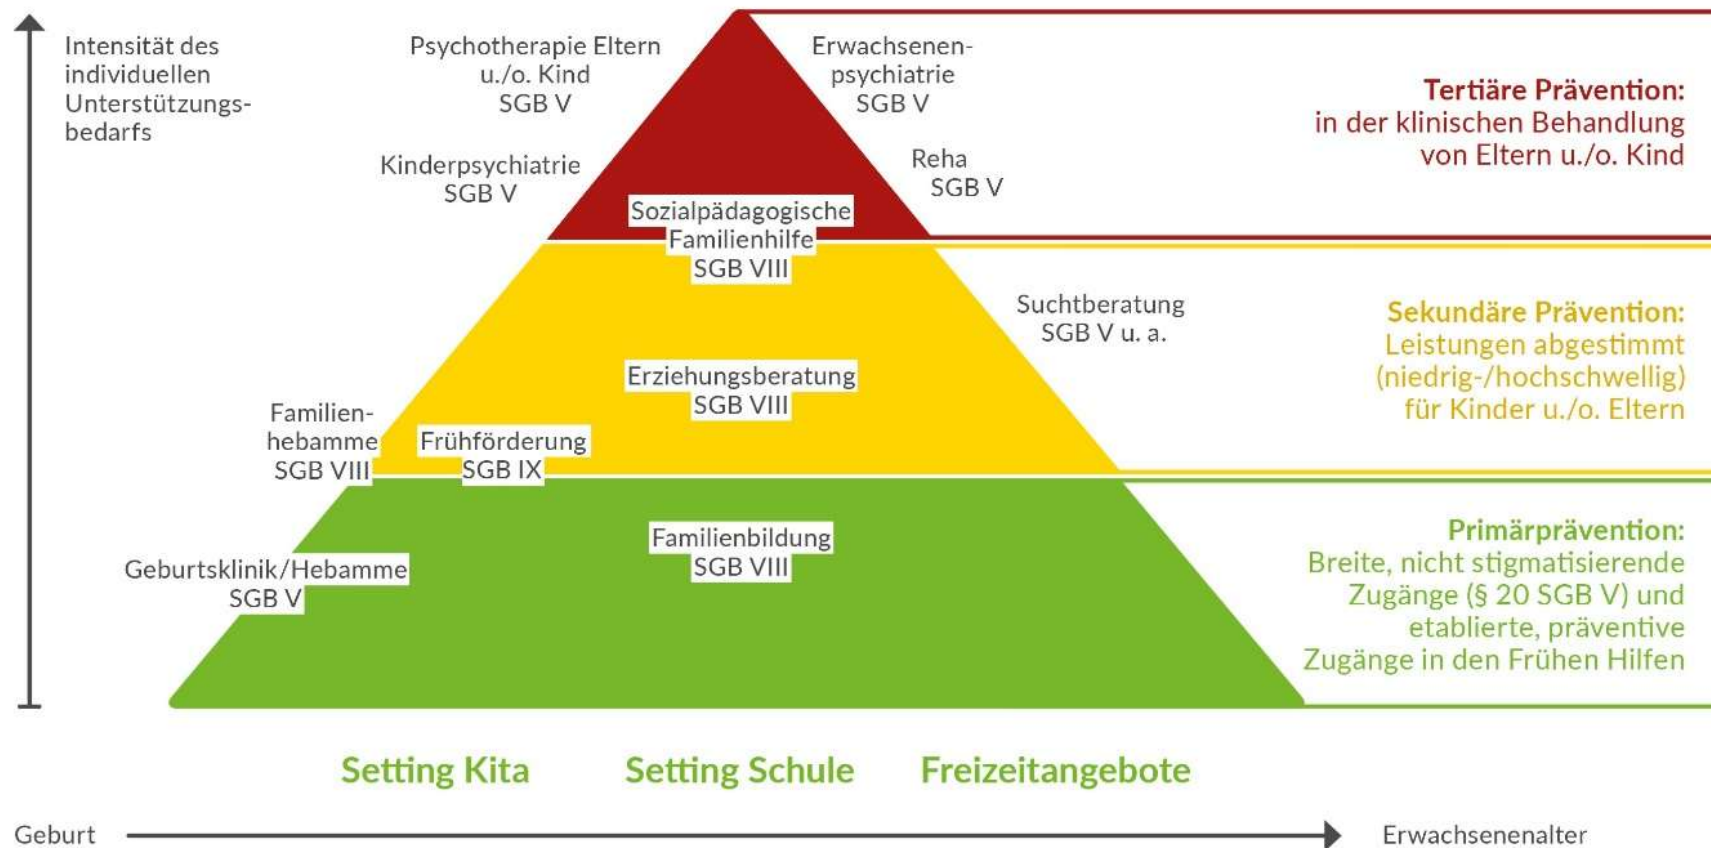 Intensität des
individuellen
Unterstützungs-
bedarfs
Psychotherapie Eltern
u./o. Kind
SGB V
Erwachsenen-
psychiatrie
SGB V
Kinderpsychiatrie
SGB V
Reha
SGB V
Tertiäre Prävention:
in der klinischen Behandlung
von Eltern u./o. Kind
Sozialpädagogische
Familienhilfe
SGB VIII
Suchtberatung
SGB V u. a.
Erziehungsberatung
SGB VIII
Familien-
hebamme
SGB VIII
Frühförderung
SGB IX
Sekundäre Prävention:
Leistungen abgestimmt
(niedrig-/hochschwellig)
für Kinder u./o. Eltern
Familienbildung
SGB VIII
Geburtsklinik/Hebamme
SGB V
Primärprävention:
Breite, nicht stigmatisierende
Zugänge (§ 20 SGB V) und
etablierte, präventive
Zugänge in den Frühen Hilfen
Setting Kita
Setting Schule
Freizeitangebote
Geburt
Erwachsenenalter